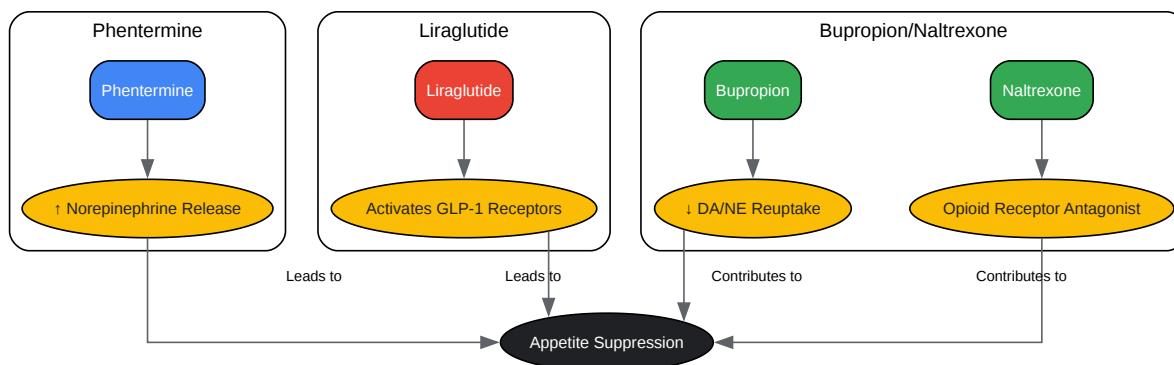 Phentermine
Liraglutide
Bupropion/Naltrexone
Phentermine
Liraglutide
Bupropion
Naltrexone
↑ Norepinephrine Release
Activates GLP-1 Receptors
↓ DA/NE Reuptake
Opioid Receptor Antagonist
Leads to
Leads to
Contributes to
Contributes to
Appetite Suppression